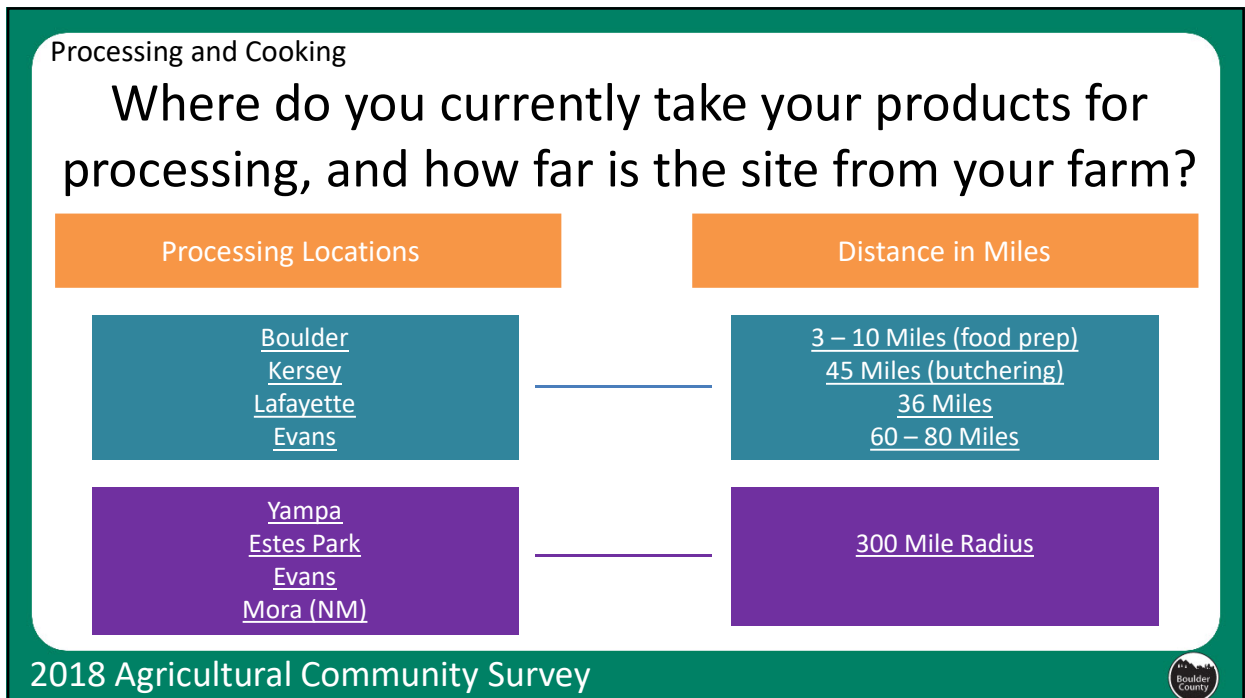 Processing and Cooking
Where do you currently take your products for
processing, and how far is the site from your farm?
Processing Locations
Distance in Miles
Boulder
Kersey
Lafayette
Evans
3 – 10 Miles (food prep)
45 Miles (butchering)
36 Miles
60 – 80 Miles
Yampa
Estes Park
Evans
Mora (NM)
300 Mile Radius
2018 Agricultural Community Survey
Boulder
County